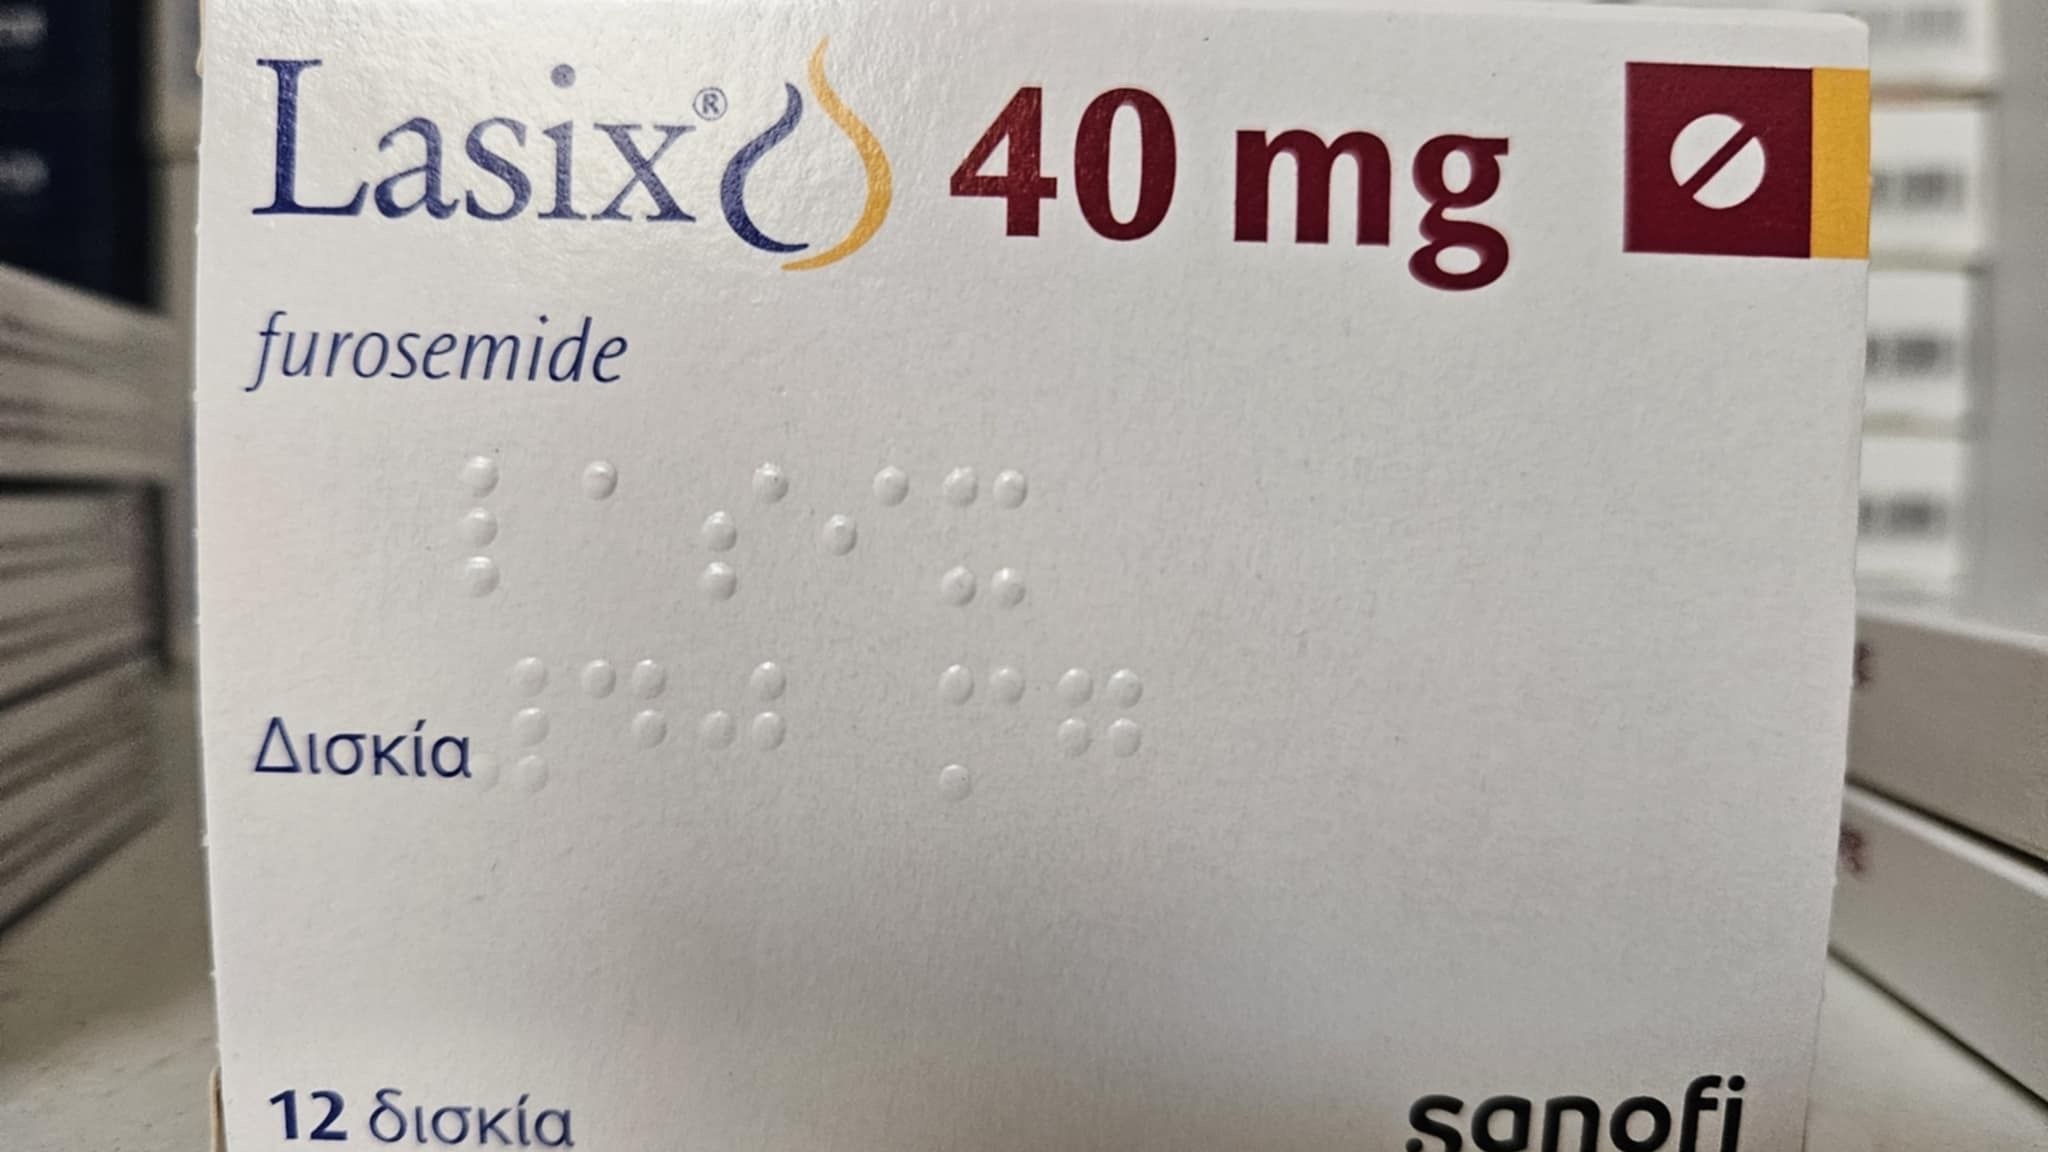 Lasix® 40 mg
furosemide
⠇⠁⠎⠊⠭
⠼⠙⠚ ⠍⠛
Δισκία
12 δισκία
sanofi